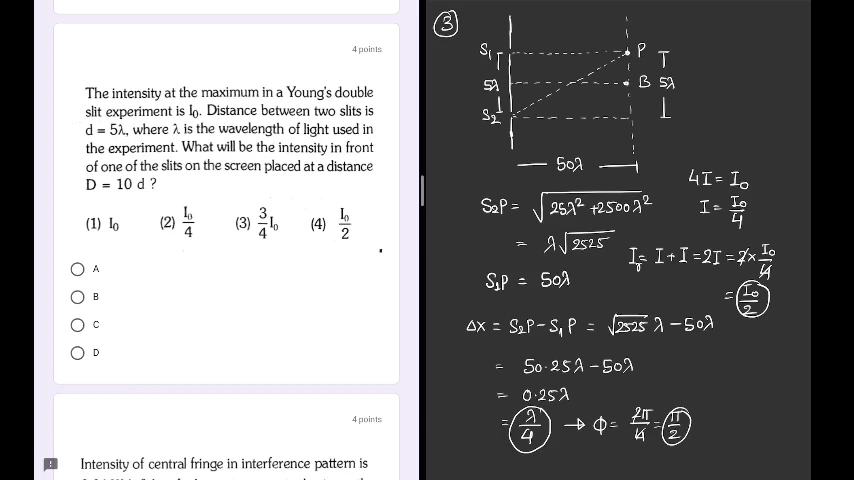 4 points
The intensity at the maximum in a Young's double
slit experiment is I₀. Distance between two slits is
d = 5λ, where λ is the wavelength of light used in
the experiment. What will be the intensity in front
of one of the slits on the screen placed at a distance
D = 10 d ?
(1) I₀ (2) I₀/4 (3) 3/4 I₀ (4) I₀/2
A
B
C
D
4 points
Intensity of central fringe in interference pattern is
③
S₁ P
5λ B 5λ
S₂
50λ
S₂P = √(25λ² + 2500λ²)
= λ√2525
S₁P = 50λ
4I = I₀
I = I₀/4
Iᵣ = I + I = 2I = 2 × I₀/4
= I₀/2
Δx = S₂P − S₁P = √2525 λ − 50λ
= 50.25λ − 50λ
= 0.25λ
= λ/4 → ϕ = 2π/4 = π/2